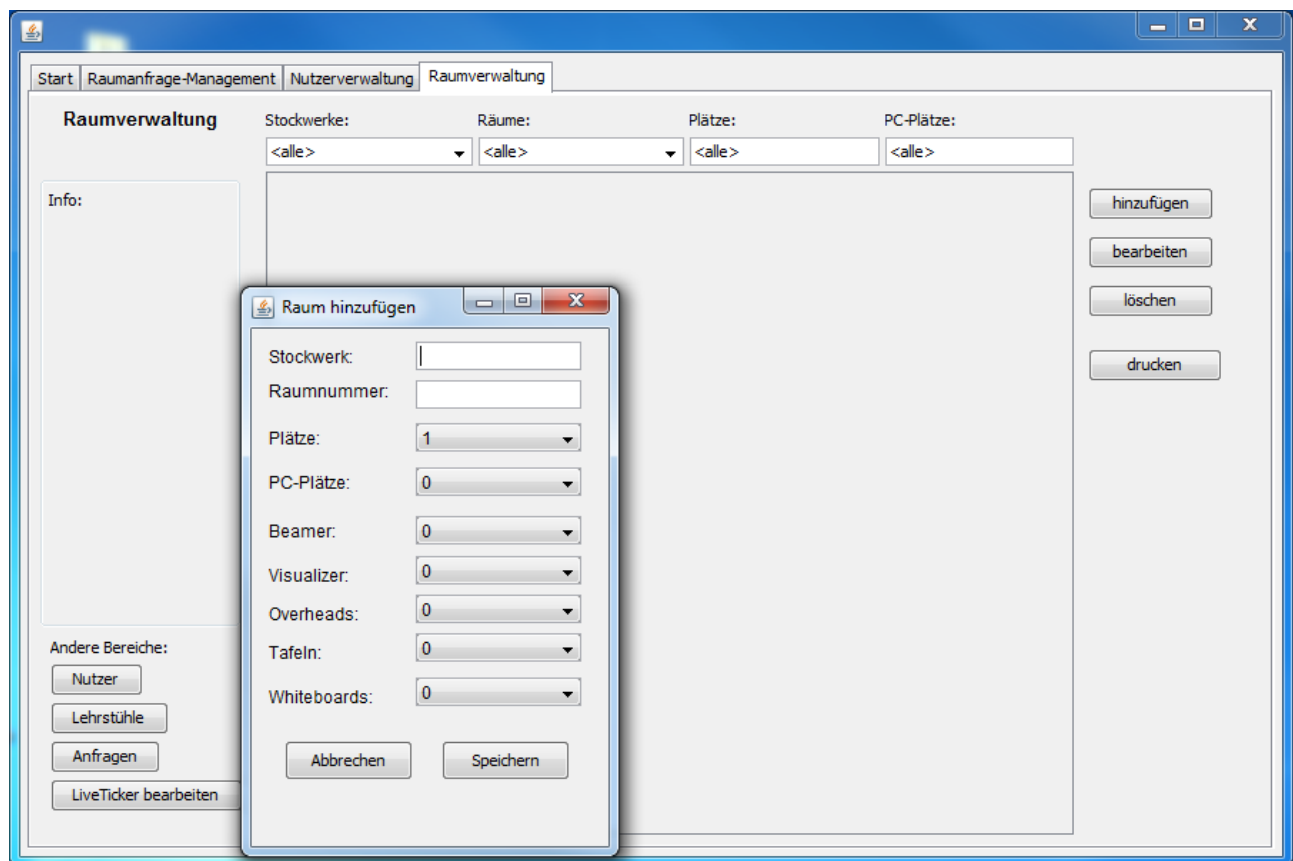 Start Raumanfrage-Management Nutzerverwaltung Raumverwaltung
Raumverwaltung Stockwerke: Räume: Plätze: PC-Plätze:
<alle> <alle> <alle> <alle>
Info:
hinzufügen
bearbeiten
löschen
drucken
Raum hinzufügen
Stockwerk:
Raumnummer:
Plätze: 1
PC-Plätze: 0
Beamer: 0
Visualizer: 0
Overheads: 0
Tafeln: 0
Whiteboards: 0
Abbrechen Speichern
Andere Bereiche:
Nutzer
Lehrstühle
Anfragen
LiveTicker bearbeiten